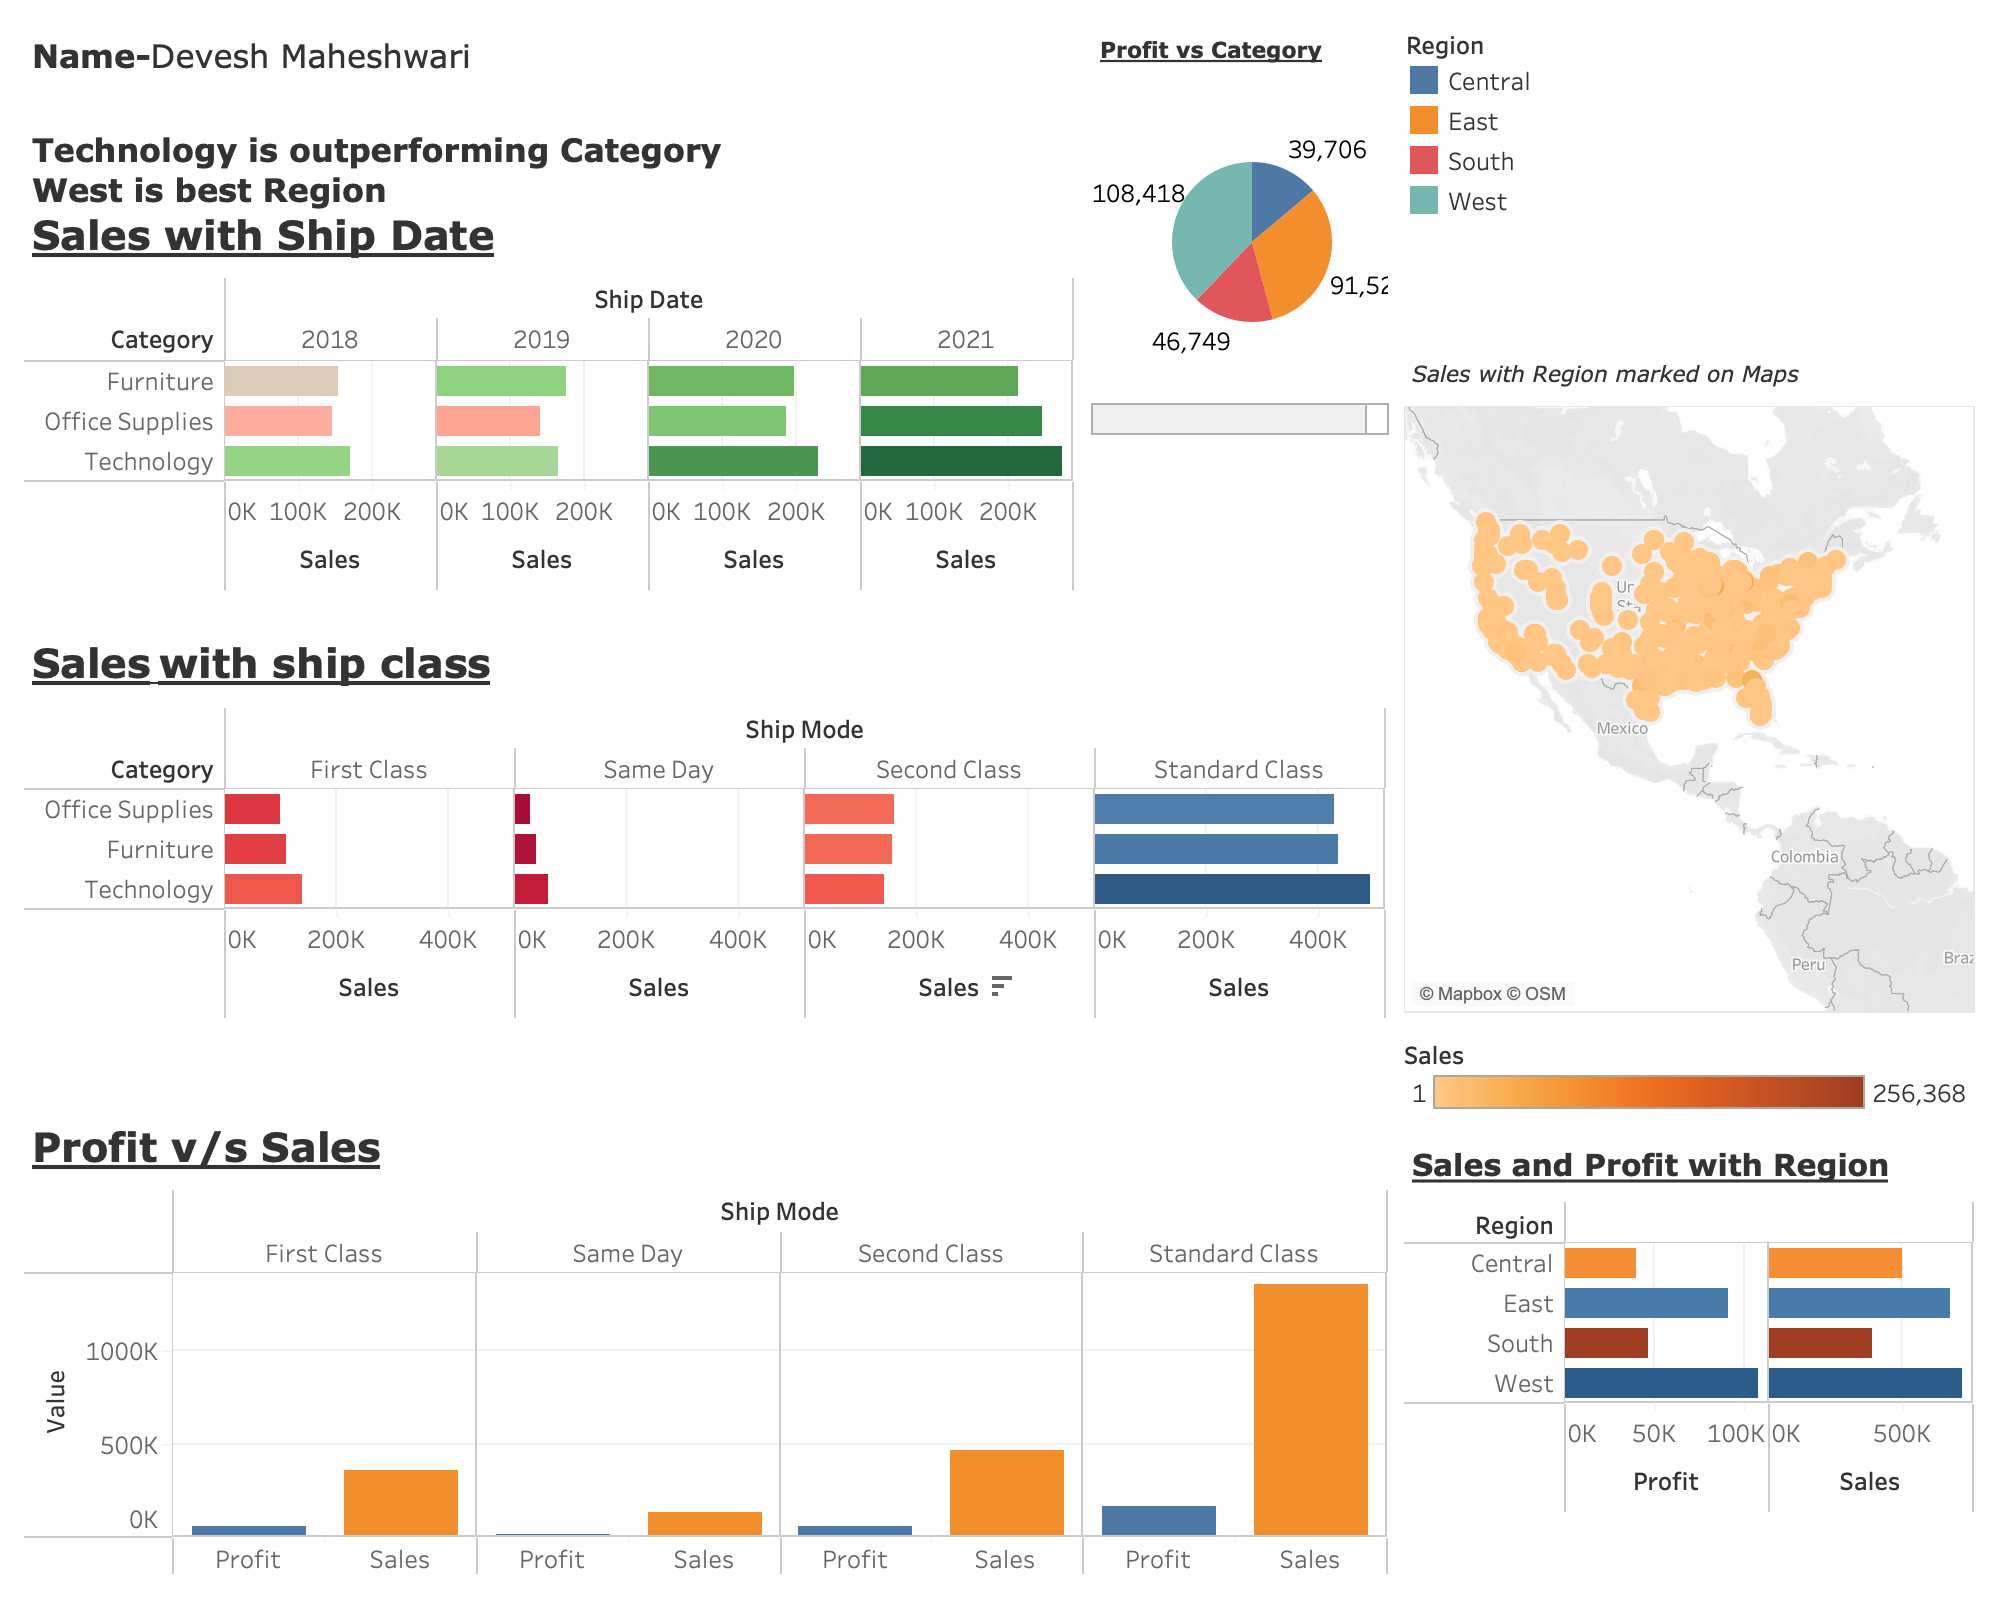 Name-Devesh Maheshwari
Technology is outperforming Category
West is best Region
Sales with Ship Date
Ship Date
Category 2018 2019 2020 2021
Furniture
Office Supplies
Technology
0K 100K 200K 0K 100K 200K 0K 100K 200K 0K 100K 200K
Sales Sales Sales Sales
Profit vs Category
39,706
108,418
91,52
46,749
Region
Central
East
South
West
Sales with ship class
Ship Mode
Category First Class Same Day Second Class Standard Class
Office Supplies
Furniture
Technology
0K 200K 400K 0K 200K 400K 0K 200K 400K 0K 200K 400K
Sales Sales Sales Sales
Sales with Region marked on Maps
Mexico
Colombia
Peru
© Mapbox © OSM
Sales
1 256,368
Profit v/s Sales
Ship Mode
First Class Same Day Second Class Standard Class
Value
1000K
500K
0K
Profit Sales Profit Sales Profit Sales Profit Sales
Sales and Profit with Region
Region
Central
East
South
West
0K 50K 100K 0K 500K
Profit Sales